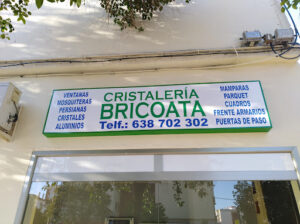 VENTANAS
MOSQUITERAS
PERSIANAS
CRISTALES
ALUMINIOS
CRISTALERÍA
BRICOATA
Telf.: 638 702 302
MAMPARAS
PARQUET
CUADROS
FRENTE ARMARIOS
PUERTAS DE PASO